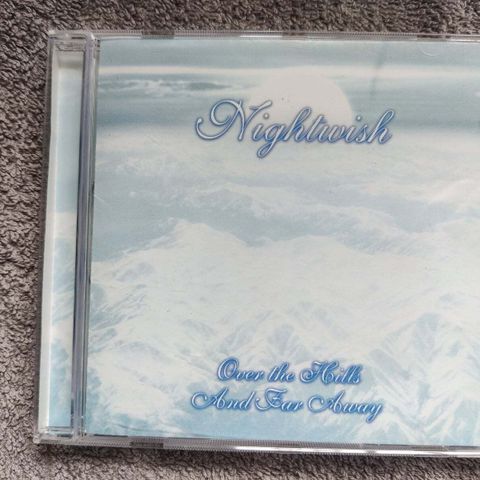 Nightwish
Over the Hills
And Far Away